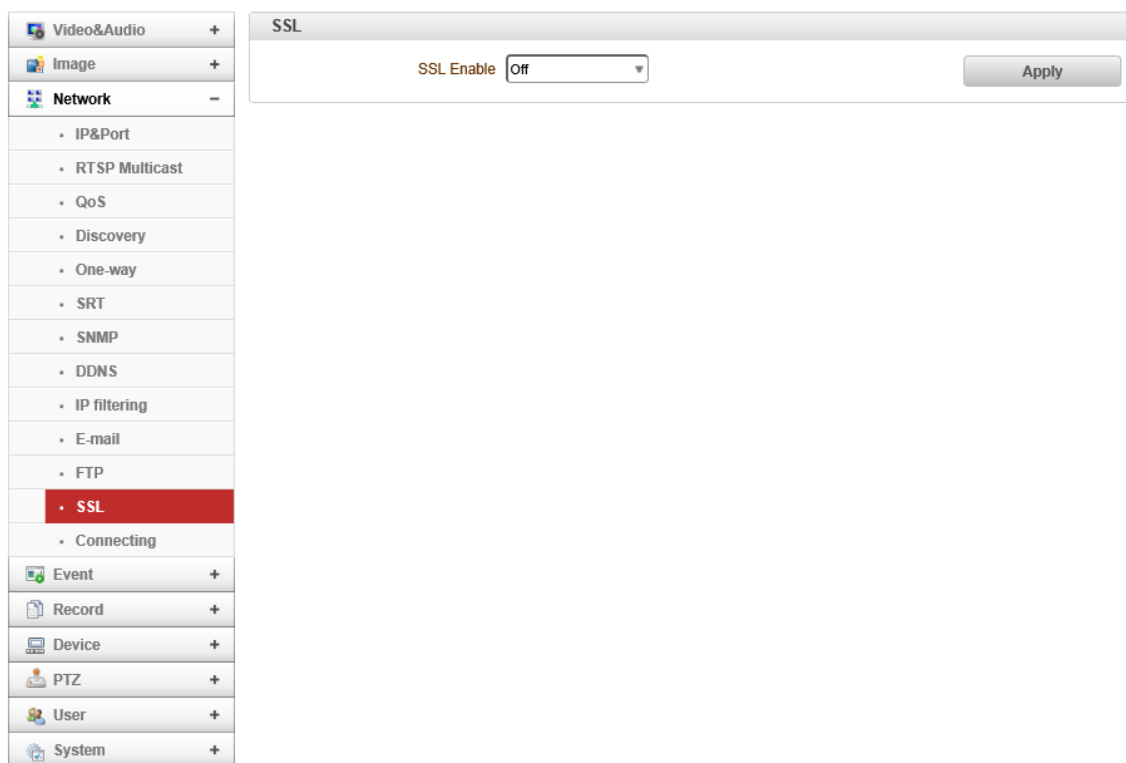 Video&Audio +
Image +
Network −
IP&Port
RTSP Multicast
QoS
Discovery
One-way
SRT
SNMP
DDNS
IP filtering
E-mail
FTP
SSL
Connecting
Event +
Record +
Device +
PTZ +
User +
System +
SSL
SSL Enable Off
Apply